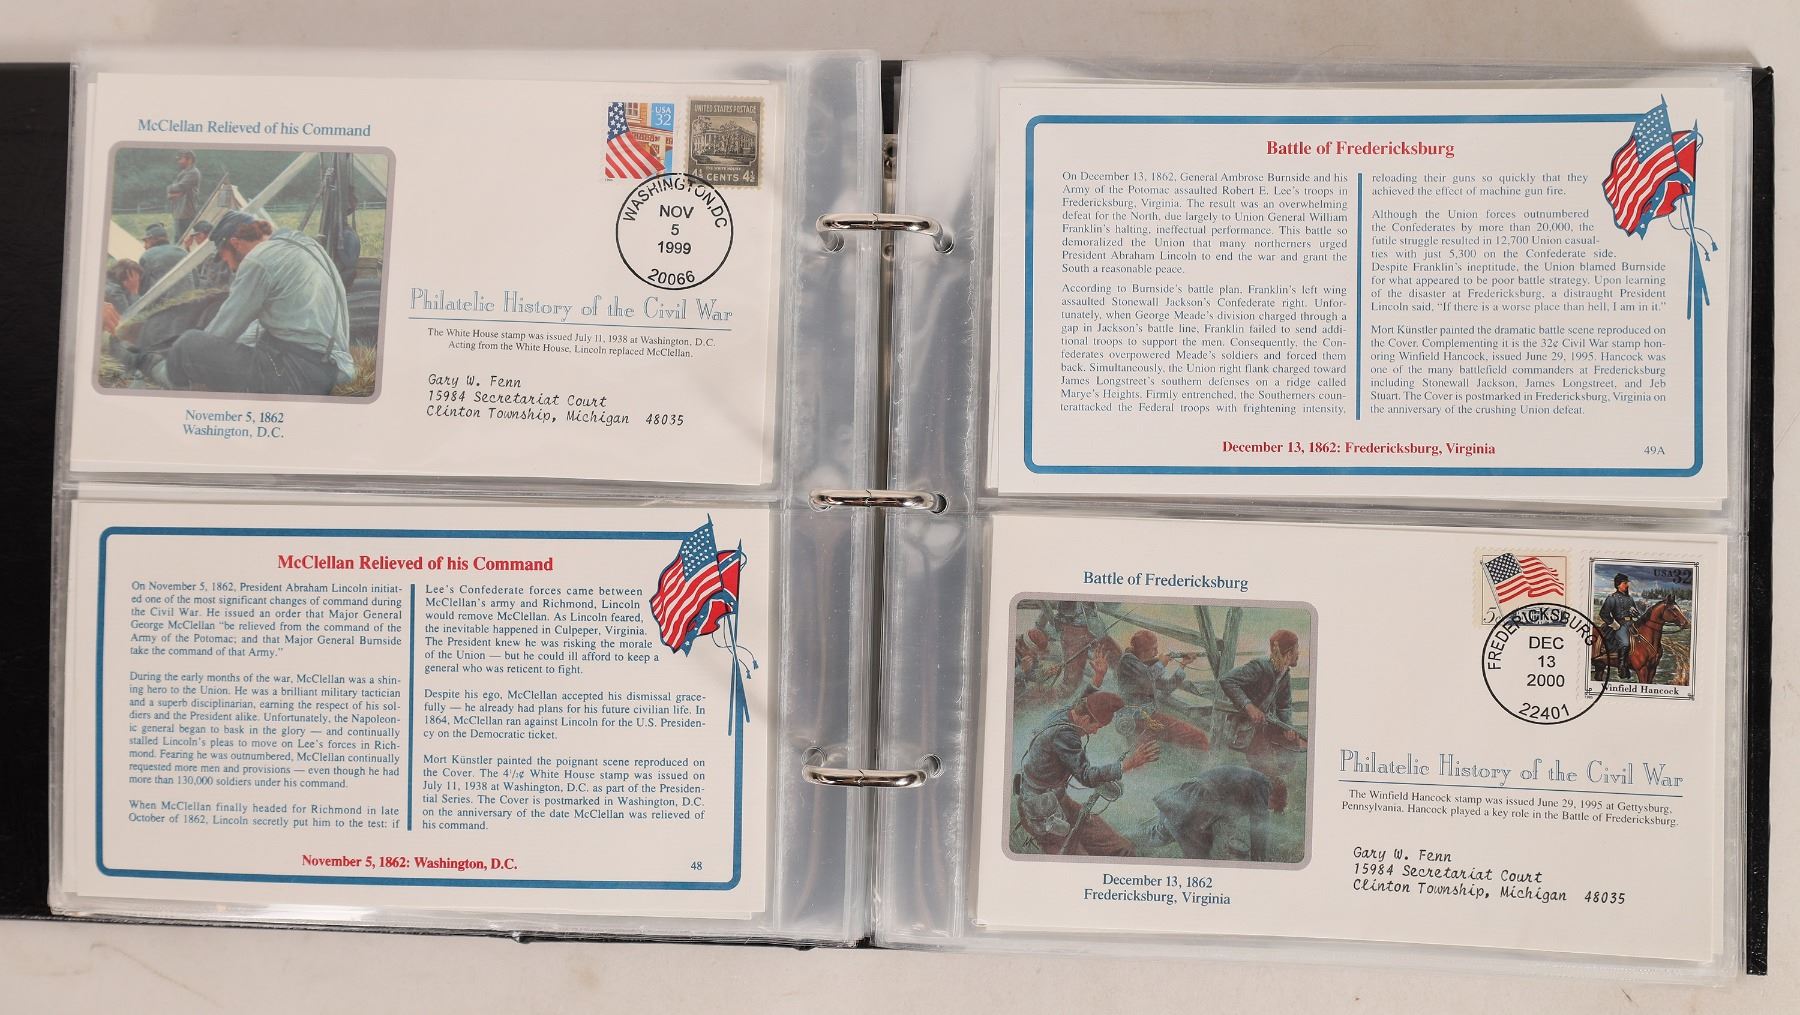 McClellan Relieved of his Command
USA
32
UNITED STATES POSTAGE
THE WHITE HOUSE
4½ CENTS 4½
WASHINGTON, DC
NOV
5
1999
20066
Philatelic History of the Civil War
The White House stamp was issued July 11, 1938 at Washington, D.C.
Acting from the White House, Lincoln replaced McClellan.
Gary W. Fenn
15984 Secretariat Court
Clinton Township, Michigan 48035
November 5, 1862
Washington, D.C.
McClellan Relieved of his Command
On November 5, 1862, President Abraham Lincoln initiat-
ed one of the most significant changes of command during
the Civil War. He issued an order that Major General
George McClellan "be relieved from the command of the
Army of the Potomac; and that Major General Burnside
take the command of that Army."
During the early months of the war, McClellan was a shin-
ing hero to the Union. He was a brilliant military tactician
and a superb disciplinarian, earning the respect of his sol-
diers and the President alike. Unfortunately, the Napoleon-
ic general began to bask in the glory — and continually
stalled Lincoln's pleas to move on Lee's forces in Rich-
mond. Fearing he was outnumbered, McClellan continually
requested more men and provisions — even though he had
more than 130,000 soldiers under his command.
When McClellan finally headed for Richmond in late
October of 1862, Lincoln secretly put him to the test: if
Lee's Confederate forces came between
McClellan's army and Richmond, Lincoln
would remove McClellan. As Lincoln feared,
the inevitable happened in Culpeper, Virginia.
The President knew he was risking the morale
of the Union — but he could ill afford to keep a
general who was reticent to fight.
Despite his ego, McClellan accepted his dismissal grace-
fully — he already had plans for his future civilian life. In
1864, McClellan ran against Lincoln for the U.S. Presiden-
cy on the Democratic ticket.
Mort Künstler painted the poignant scene reproduced on
the Cover. The 4½¢ White House stamp was issued on
July 11, 1938 at Washington, D.C. as part of the Presiden-
tial Series. The Cover is postmarked in Washington, D.C.
on the anniversary of the date McClellan was relieved of
his command.
November 5, 1862: Washington, D.C.
48
Battle of Fredericksburg
On December 13, 1862, General Ambrose Burnside and his
Army of the Potomac assaulted Robert E. Lee's troops in
Fredericksburg, Virginia. The result was an overwhelming
defeat for the North, due largely to Union General William
Franklin's halting, ineffectual performance. This battle so
demoralized the Union that many northerners urged
President Abraham Lincoln to end the war and grant the
South a reasonable peace.
According to Burnside's battle plan, Franklin's left wing
assaulted Stonewall Jackson's Confederate right. Unfor-
tunately, when George Meade's division charged through a
gap in Jackson's battle line, Franklin failed to send addi-
tional troops to support the men. Consequently, the Con-
federates overpowered Meade's soldiers and forced them
back. Simultaneously, the Union right flank charged toward
James Longstreet's southern defenses on a ridge called
Marye's Heights. Firmly entrenched, the Southerners coun-
terattacked the Federal troops with frightening intensity,
reloading their guns so quickly that they
achieved the effect of machine gun fire.
Although the Union forces outnumbered
the Confederates by more than 20,000, the
futile struggle resulted in 12,700 Union casual-
ties with just 5,300 on the Confederate side.
Despite Franklin's ineptitude, the Union blamed Burnside
for what appeared to be poor battle strategy. Upon learning
of the disaster at Fredericksburg, a distraught President
Lincoln said, "If there is a worse place than hell, I am in it."
Mort Künstler painted the dramatic battle scene reproduced on
the Cover. Complementing it is the 32¢ Civil War stamp hon-
oring Winfield Hancock, issued June 29, 1995. Hancock was
one of the many battlefield commanders at Fredericksburg
including Stonewall Jackson, James Longstreet, and Jeb
Stuart. The Cover is postmarked in Fredericksburg, Virginia on
the anniversary of the crushing Union defeat.
December 13, 1862: Fredericksburg, Virginia
49A
Battle of Fredericksburg
USA 32
Winfield Hancock
FREDERICKSBURG
DEC
13
2000
22401
Philatelic History of the Civil War
The Winfield Hancock stamp was issued June 29, 1995 at Gettysburg,
Pennsylvania. Hancock played a key role in the Battle of Fredericksburg.
Gary W. Fenn
15984 Secretariat Court
Clinton Township, Michigan 48035
December 13, 1862
Fredericksburg, Virginia